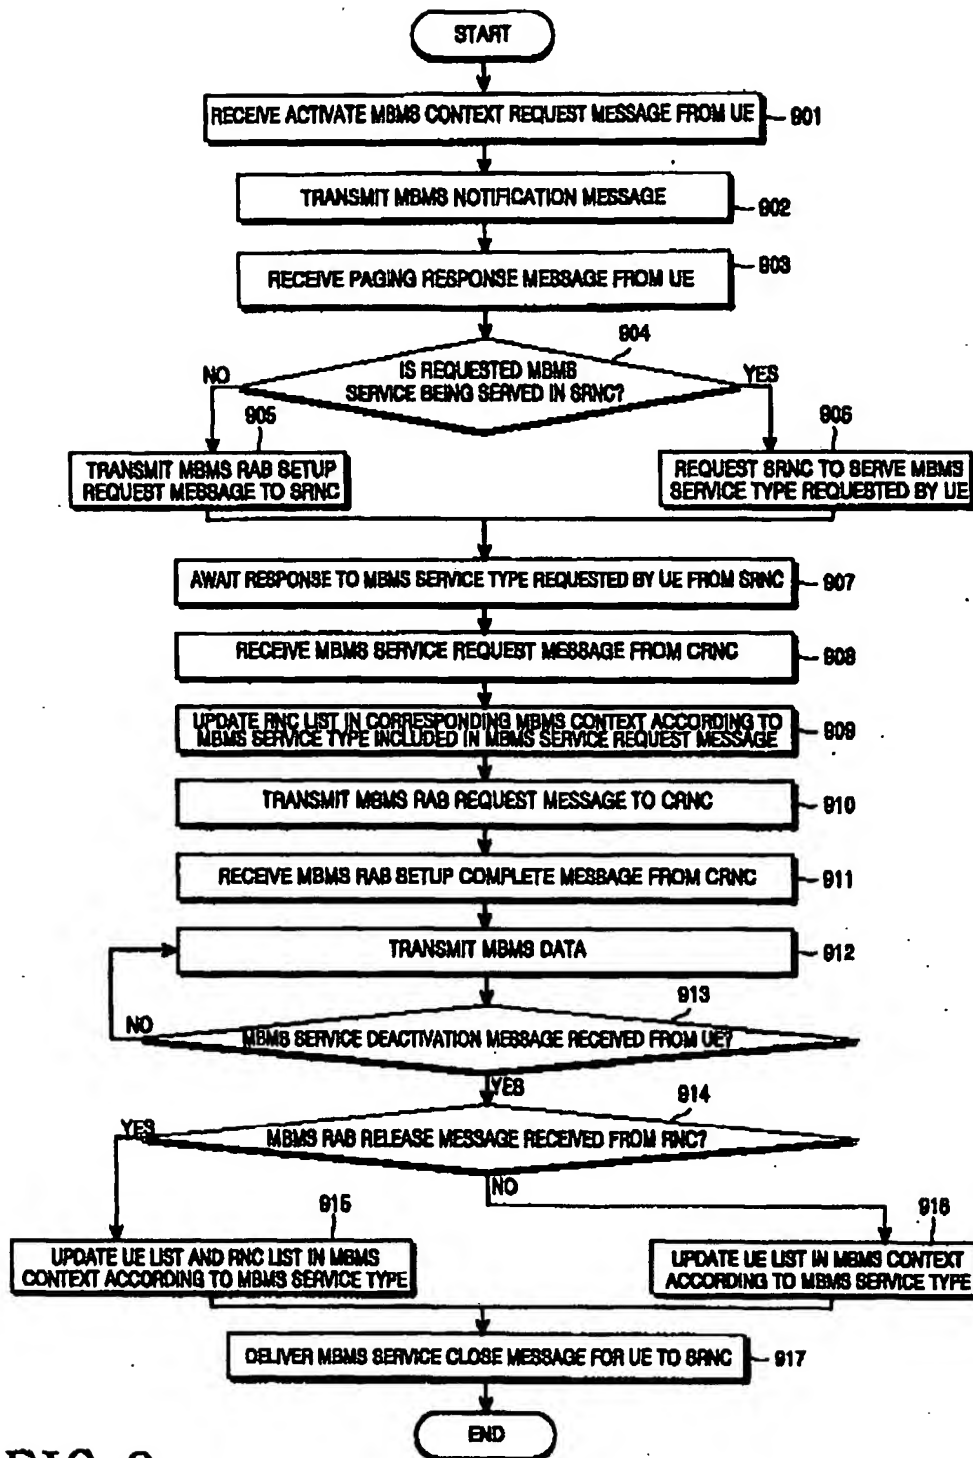 START
RECEIVE ACTIVATE MBMS CONTEXT REQUEST MESSAGE FROM UE
901
TRANSMIT MBMS NOTIFICATION MESSAGE
902
RECEIVE PAGING RESPONSE MESSAGE FROM UE
903
904
IS REQUESTED MBMS
SERVICE BEING SERVED IN SRNC?
NO
YES
905
906
TRANSMIT MBMS RAB SETUP
REQUEST MESSAGE TO SRNC
REQUEST SRNC TO SERVE MBMS
SERVICE TYPE REQUESTED BY UE
AWAIT RESPONSE TO MBMS SERVICE TYPE REQUESTED BY UE FROM SRNC
907
RECEIVE MBMS SERVICE REQUEST MESSAGE FROM CRNC
908
UPDATE RNC LIST IN CORRESPONDING MBMS CONTEXT ACCORDING TO
MBMS SERVICE TYPE INCLUDED IN MBMS SERVICE REQUEST MESSAGE
909
TRANSMIT MBMS RAB REQUEST MESSAGE TO CRNC
910
RECEIVE MBMS RAB SETUP COMPLETE MESSAGE FROM CRNC
911
TRANSMIT MBMS DATA
912
913
NO
MBMS SERVICE DEACTIVATION MESSAGE RECEIVED FROM UE?
YES
914
YES
MBMS RAB RELEASE MESSAGE RECEIVED FROM RNC?
NO
915
916
UPDATE UE LIST AND RNC LIST IN MBMS
CONTEXT ACCORDING TO MBMS SERVICE TYPE
UPDATE UE LIST IN MBMS CONTEXT
ACCORDING TO MBMS SERVICE TYPE
DELIVER MBMS SERVICE CLOSE MESSAGE FOR UE TO SRNC
917
END